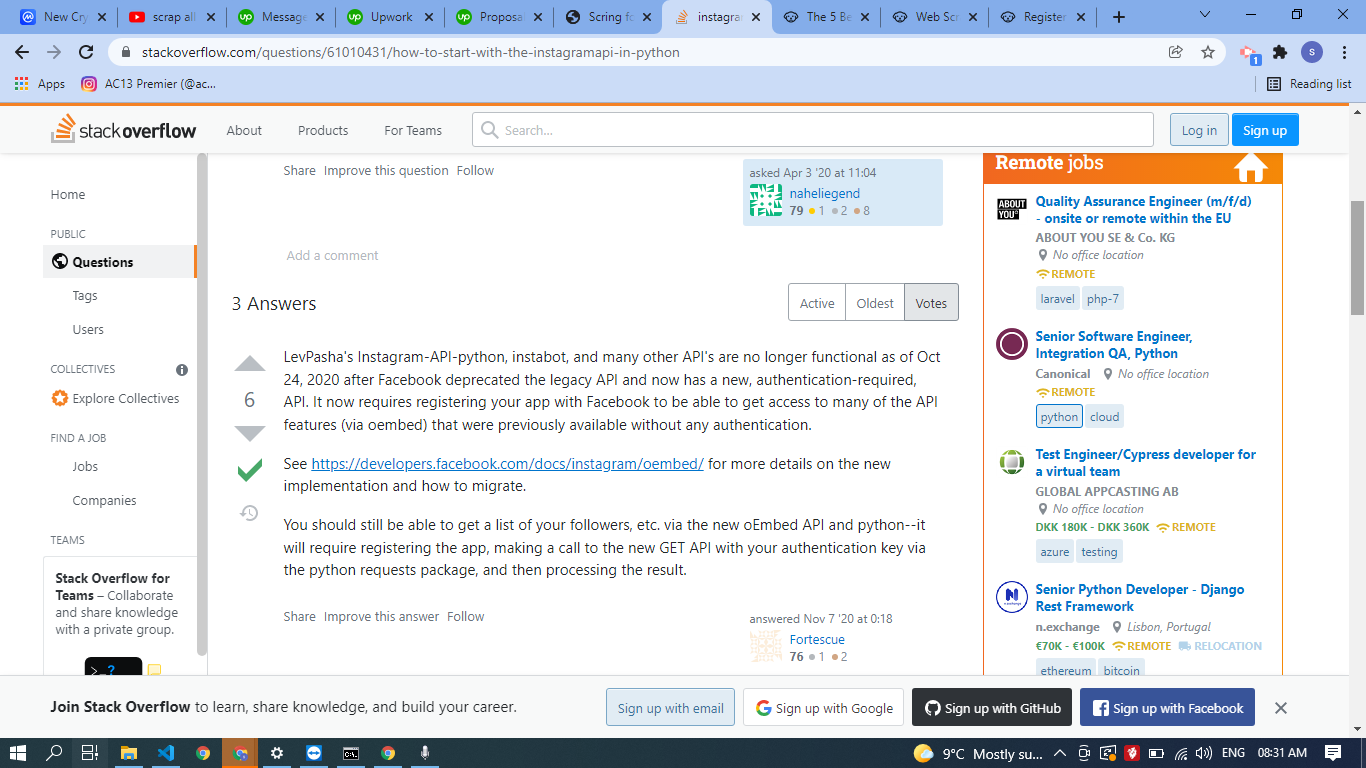 New Cry
scrap all
Message
Upwork
Proposa
Scring fo
instagra
The 5 Be
Web Scr
Register
stackoverflow.com/questions/61010431/how-to-start-with-the-instagramapi-in-python
1
S
Apps
AC13 Premier (@ac...
Reading list
stackoverflow
About
Products
For Teams
Search...
Log in
Sign up
Home
PUBLIC
Questions
Tags
Users
COLLECTIVES
Explore Collectives
FIND A JOB
Jobs
Companies
TEAMS
Stack Overflow for
Teams – Collaborate
and share knowledge
with a private group.
>_?
Share Improve this question Follow
asked Apr 3 '20 at 11:04
naheliegend
79 1 2 8
Add a comment
3 Answers
Active
Oldest
Votes
6
LevPasha's Instagram-API-python, instabot, and many other API's are no longer functional as of Oct
24, 2020 after Facebook deprecated the legacy API and now has a new, authentication-required,
API. It now requires registering your app with Facebook to be able to get access to many of the API
features (via oembed) that were previously available without any authentication.
See https://developers.facebook.com/docs/instagram/oembed/ for more details on the new
implementation and how to migrate.
You should still be able to get a list of your followers, etc. via the new oEmbed API and python--it
will require registering the app, making a call to the new GET API with your authentication key via
the python requests package, and then processing the result.
Share Improve this answer Follow
answered Nov 7 '20 at 0:18
Fortescue
76 1 2
Remote jobs
ABOUT
YOU°
Quality Assurance Engineer (m/f/d)
- onsite or remote within the EU
ABOUT YOU SE & Co. KG
No office location
REMOTE
laravel php-7
Senior Software Engineer,
Integration QA, Python
Canonical No office location
REMOTE
python cloud
Test Engineer/Cypress developer for
a virtual team
GLOBAL APPCASTING AB
No office location
DKK 180K - DKK 360K REMOTE
azure testing
N
n.exchange
Senior Python Developer - Django
Rest Framework
n.exchange Lisbon, Portugal
€70K - €100K REMOTE RELOCATION
ethereum bitcoin
Join Stack Overflow to learn, share knowledge, and build your career.
Sign up with email
Sign up with Google
Sign up with GitHub
Sign up with Facebook
9°C Mostly su...
ENG
08:31 AM